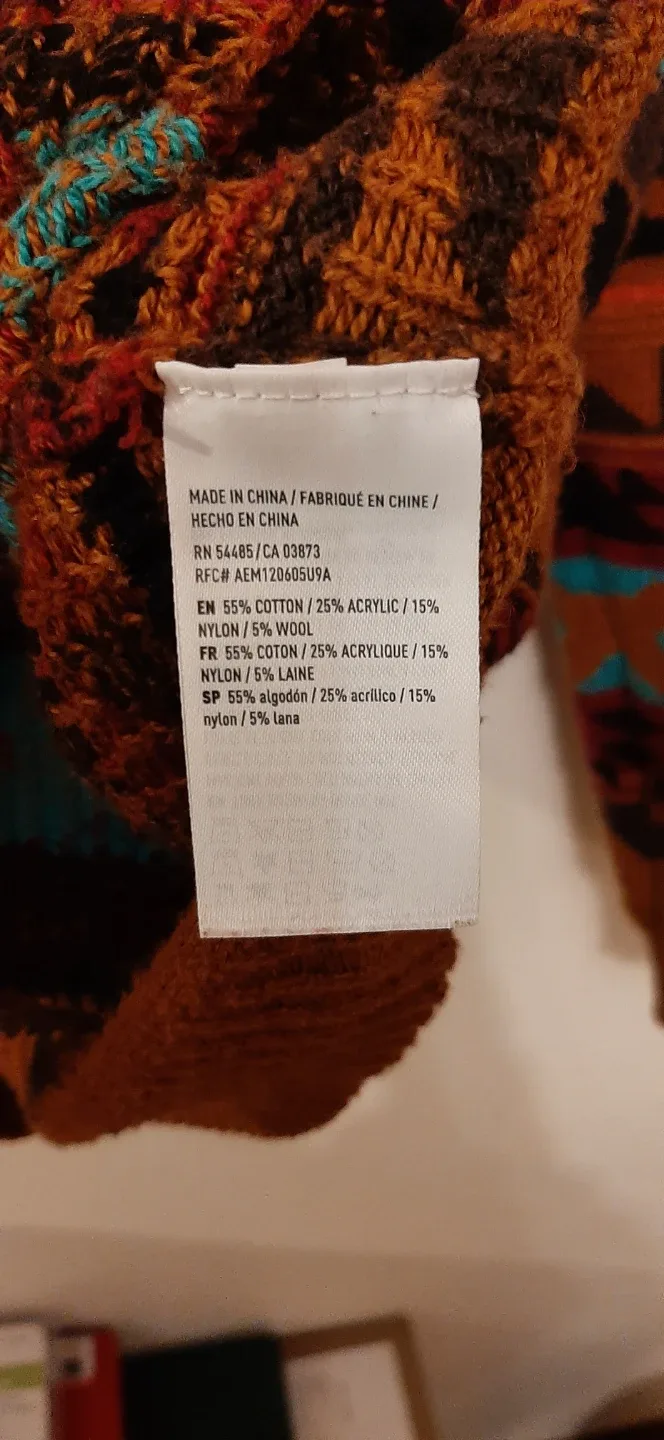 MADE IN CHINA / FABRIQUÉ EN CHINE /
HECHO EN CHINA
RN 54485 / CA 03873
RFC# AEM120605U9A
EN 55% COTTON / 25% ACRYLIC / 15%
NYLON / 5% WOOL
FR 55% COTON / 25% ACRYLIQUE / 15%
NYLON / 5% LAINE
SP 55% algodón / 25% acrílico / 15%
nylon / 5% lana